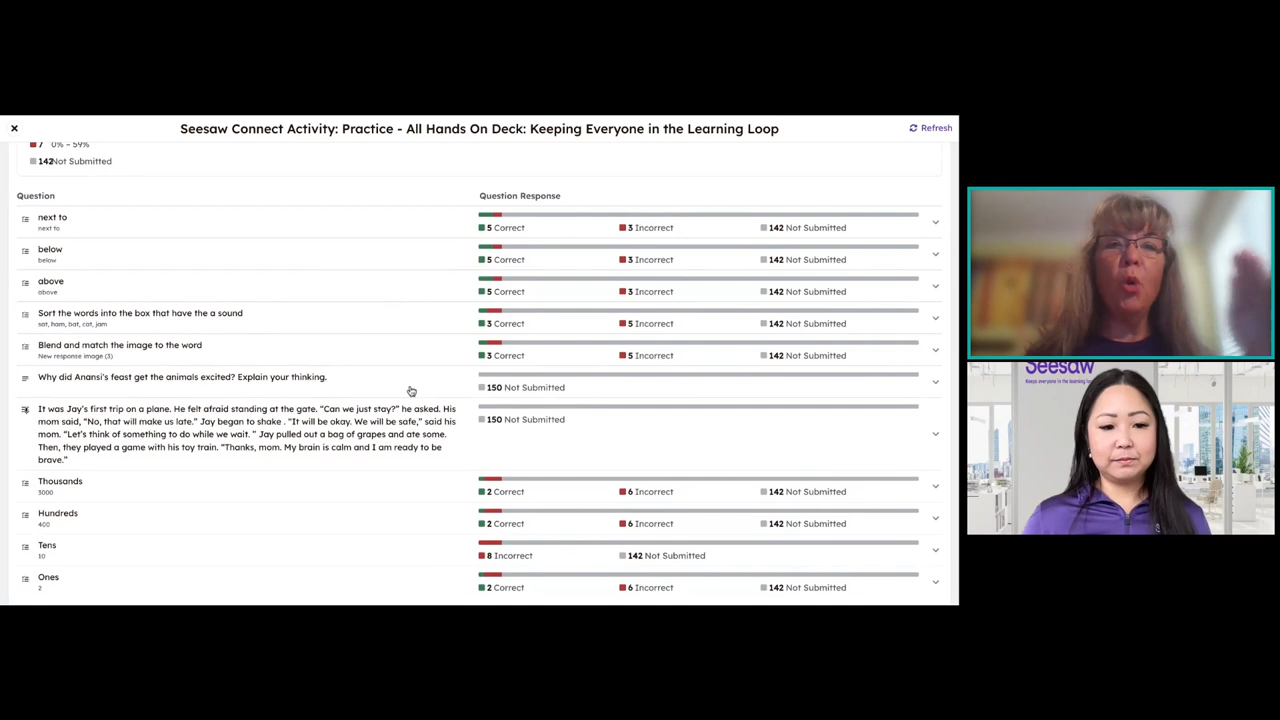 Seesaw Connect Activity: Practice - All Hands On Deck: Keeping Everyone in the Learning Loop
Refresh
7 0% – 59%
142 Not Submitted
Question
Question Response
next to
next to
5 Correct
3 Incorrect
142 Not Submitted
below
below
5 Correct
3 Incorrect
142 Not Submitted
above
above
5 Correct
3 Incorrect
142 Not Submitted
Sort the words into the box that have the a sound
sat, ham, bat, cat, jam
3 Correct
5 Incorrect
142 Not Submitted
Blend and match the image to the word
New response image (3)
3 Correct
5 Incorrect
142 Not Submitted
Why did Anansi's feast get the animals excited? Explain your thinking.
150 Not Submitted
It was Jay's first trip on a plane. He felt afraid standing at the gate. "Can we just stay?" he asked. His
mom said, "No, that will make us late." Jay began to shake . "It will be okay. We will be safe," said his
mom. "Let's think of something to do while we wait. " Jay pulled out a bag of grapes and ate some.
Then, they played a game with his toy train. "Thanks, mom. My brain is calm and I am ready to be
brave."
150 Not Submitted
Thousands
3000
2 Correct
6 Incorrect
142 Not Submitted
Hundreds
400
2 Correct
6 Incorrect
142 Not Submitted
Tens
10
8 Incorrect
142 Not Submitted
Ones
2
2 Correct
6 Incorrect
142 Not Submitted
Seesaw
Keeps everyone in the learning loop